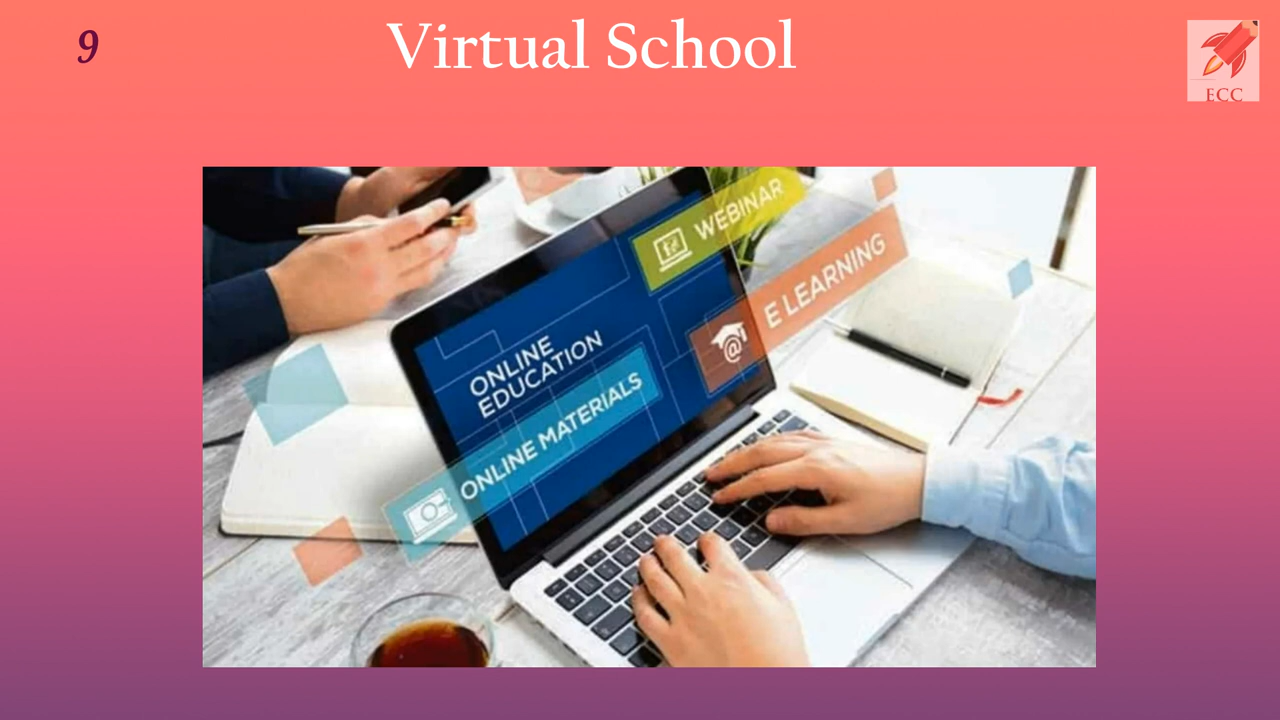 9
Virtual School
ECC
WEBINAR
E LEARNING
ONLINE
EDUCATION
ONLINE MATERIALS